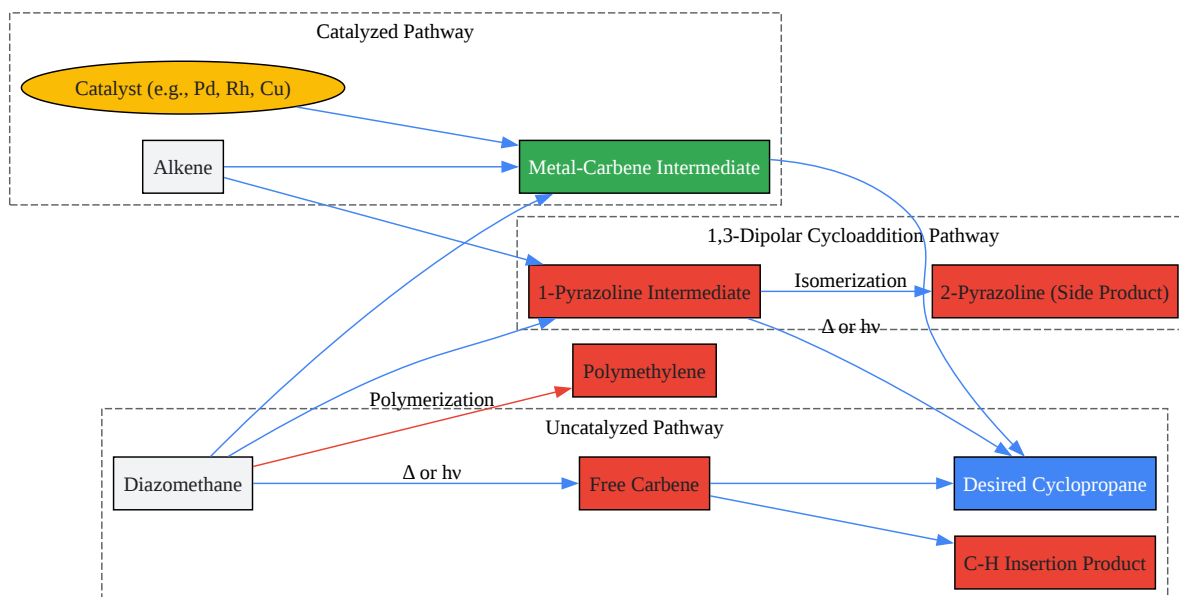 Catalyzed Pathway
Catalyst (e.g., Pd, Rh, Cu)
Alkene
Metal-Carbene Intermediate
1,3-Dipolar Cycloaddition Pathway
1-Pyrazoline Intermediate
Isomerization
2-Pyrazoline (Side Product)
Δ or hν
Polymethylene
Polymerization
Uncatalyzed Pathway
Diazomethane
Δ or hν
Free Carbene
Desired Cyclopropane
C-H Insertion Product